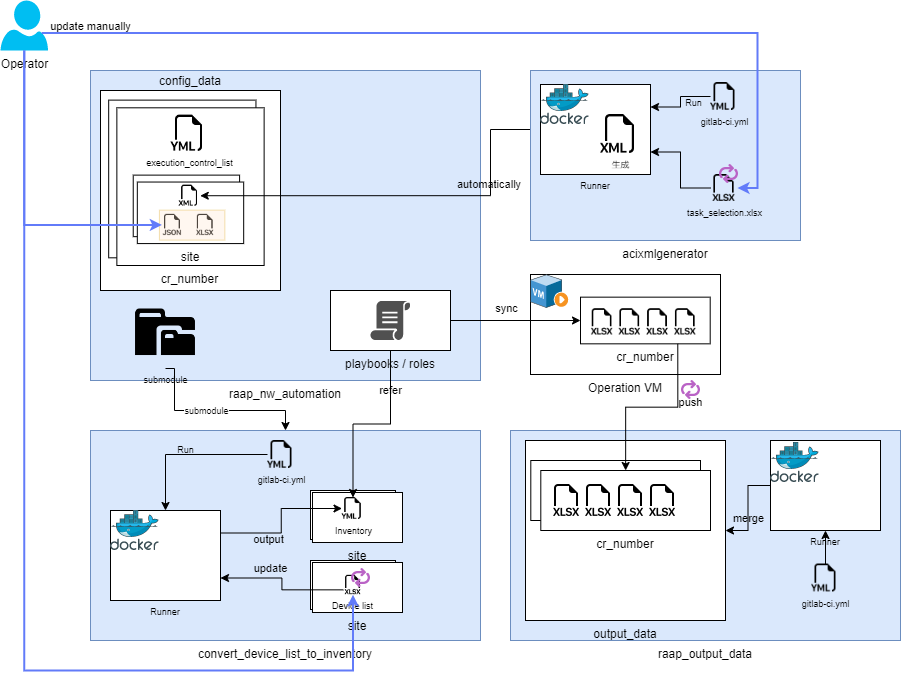 update manually
Operator
config_data
YML
execution_control_list
XML
JSON
XLSX
site
cr_number
automatically
docker
XML
生成
Runner
Run
YML
gitlab-ci.yml
XLSX
task_selection.xlsx
acixmlgenerator
submodule
playbooks / roles
raap_nw_automation
sync
VM
XLSX
XLSX
XLSX
XLSX
cr_number
Operation VM
push
refer
submodule
Run
YML
gitlab-ci.yml
docker
Runner
output
YML
Inventory
site
update
XLSX
Device list
site
convert_device_list_to_inventory
XLSX
XLSX
XLSX
XLSX
cr_number
output_data
merge
docker
Runner
YML
gitlab-ci.yml
raap_output_data